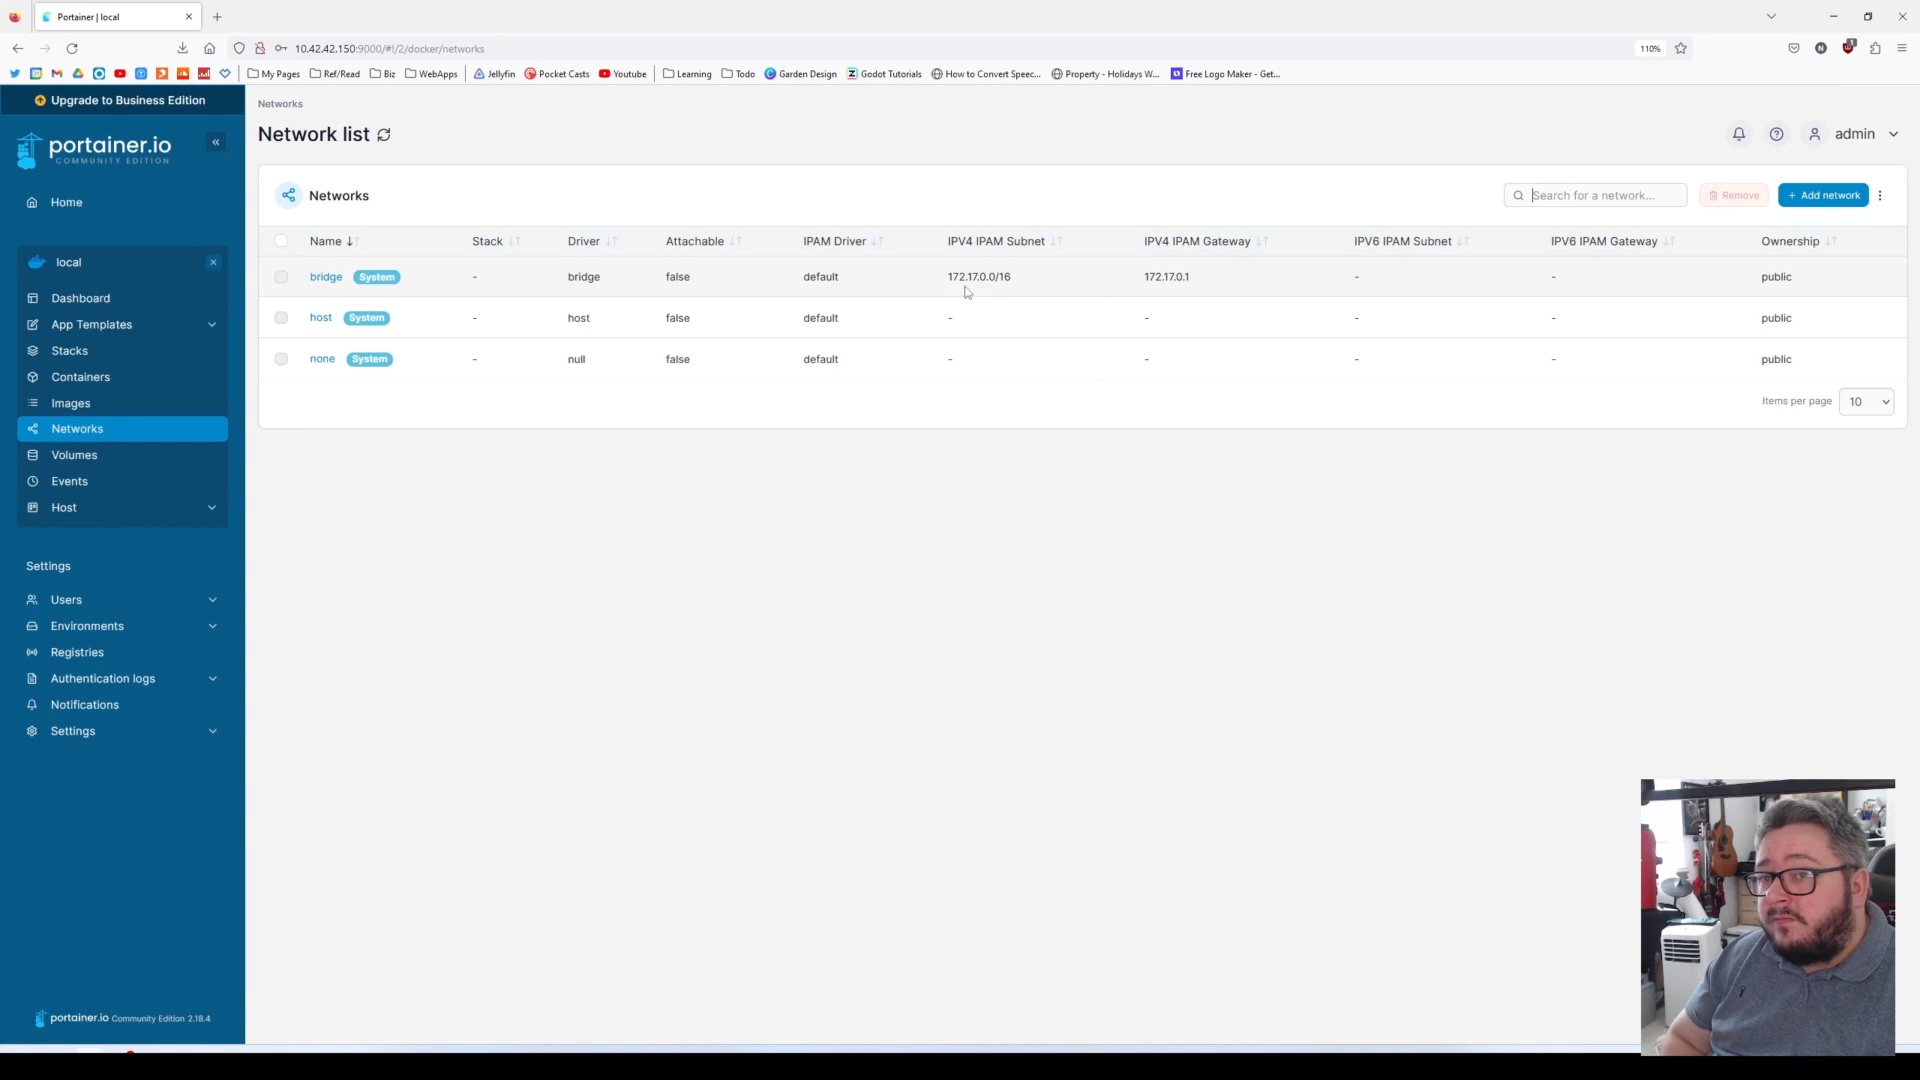 Portainer | local
10.42.42.150:9000/#!/2/docker/networks
110%
My Pages Ref/Read Biz WebApps Jellyfin Pocket Casts Youtube Learning Todo Garden Design Godot Tutorials How to Convert Speec... Property - Holidays W... Free Logo Maker - Get...
Upgrade to Business Edition
portainer.io
COMMUNITY EDITION
Home
local
Dashboard
App Templates
Stacks
Containers
Images
Networks
Volumes
Events
Host
Settings
Users
Environments
Registries
Authentication logs
Notifications
Settings
portainer.io Community Edition 2.18.4
Networks
Network list
admin
Networks
Search for a network...
Remove
+ Add network
Name Stack Driver Attachable IPAM Driver IPV4 IPAM Subnet IPV4 IPAM Gateway IPV6 IPAM Subnet IPV6 IPAM Gateway Ownership
bridge System - bridge false default 172.17.0.0/16 172.17.0.1 - - public
host System - host false default - - - - public
none System - null false default - - - - public
Items per page 10